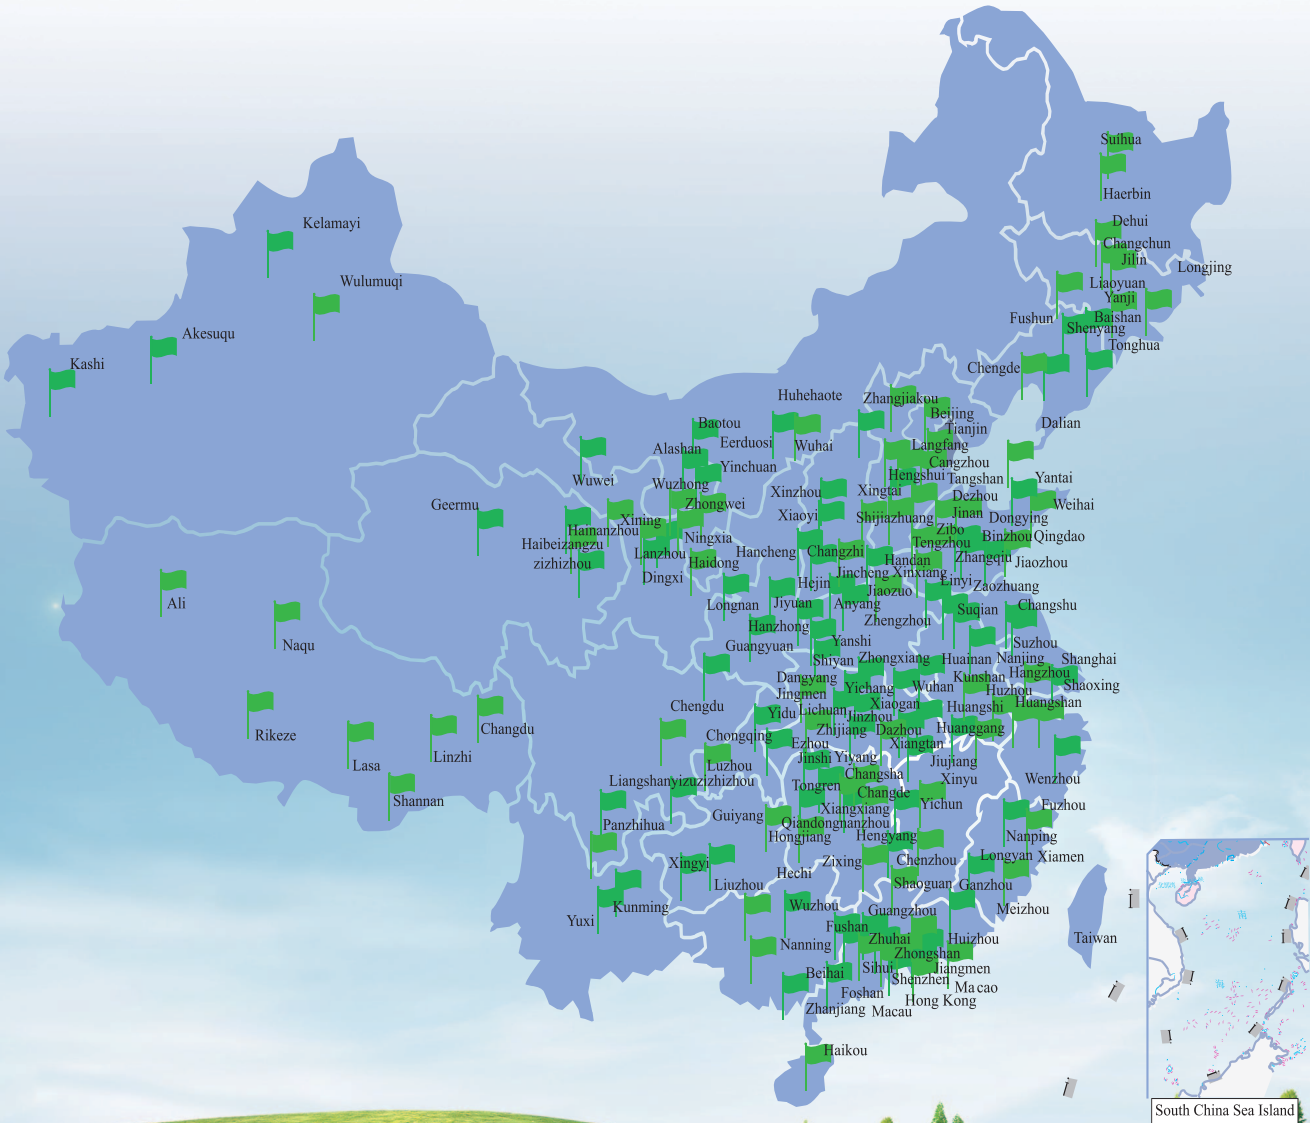 Suihua
Haerbin
Dehui
Changchun
Jilin
Longjing
Liaoyuan
Yanji
Fushun
Baishan
Shenyang
Tonghua
Chengde
Dalian
Kelamayi
Wulumuqi
Akesuqu
Kashi
Huhehaote
Zhangjiakou
Beijing
Tianjin
Baotou
Eerduosi
Wuhai
Langfang
Alashan
Cangzhou
Yinchuan
Hengshui
Tangshan
Yantai
Wuwei
Wuzhong
Xinzhou
Xingtai
Dezhou
Weihai
Geermu
Zhongwei
Xiaoyi
Shijiazhuang
Jinan
Dongying
Xining
Hainanzhou
Zibo
Binzhou
Qingdao
Haibeizangzu
zizhizhou
Ningxia
Lanzhou
Hancheng
Changzhi
Tengzhou
Zhangqiu
Jiaozhou
Haidong
Handan
Dingxi
Jincheng
Xinxiang
Linyi
Zaozhuang
Hejin
Jiaozuo
Longnan
Jiyuan
Anyang
Suqian
Changshu
Ali
Hanzhong
Zhengzhou
Naqu
Guangyuan
Yanshi
Suzhou
Shiyan
Zhongxiang
Huainan
Nanjing
Shanghai
Dangyang
Kunshan
Hangzhou
Jingmen
Yichang
Wuhan
Huzhou
Shaoxing
Chengdu
Yidu
Lichuan
Xiaogan
Huangshi
Huangshan
Jinzhou
Changdu
Rikeze
Linzhi
Chongqing
Zhijiang
Dazhou
Huanggang
Lasa
Ezhou
Xiangtan
Luzhou
Jinshi
Yiyang
Jiujiang
Liangshanyizuzizhizhou
Changsha
Xinyu
Wenzhou
Shannan
Tongren
Changde
Yichun
Fuzhou
Guiyang
Xiangxiang
Panzhihua
Qiandongnanzhou
Hongjiang
Hengyang
Nanping
Xingyi
Zixing
Chenzhou
Longyan
Xiamen
Hechi
Liuzhou
Shaoguan
Ganzhou
Kunming
Wuzhou
Guangzhou
Meizhou
Yuxi
Fushan
Nanning
Zhuhai
Huizhou
Taiwan
Zhongshan
Beihai
Sihui
Jiangmen
Shenzhen
Ma cao
Foshan
Hong Kong
Zhanjiang
Macau
Haikou
South China Sea Island